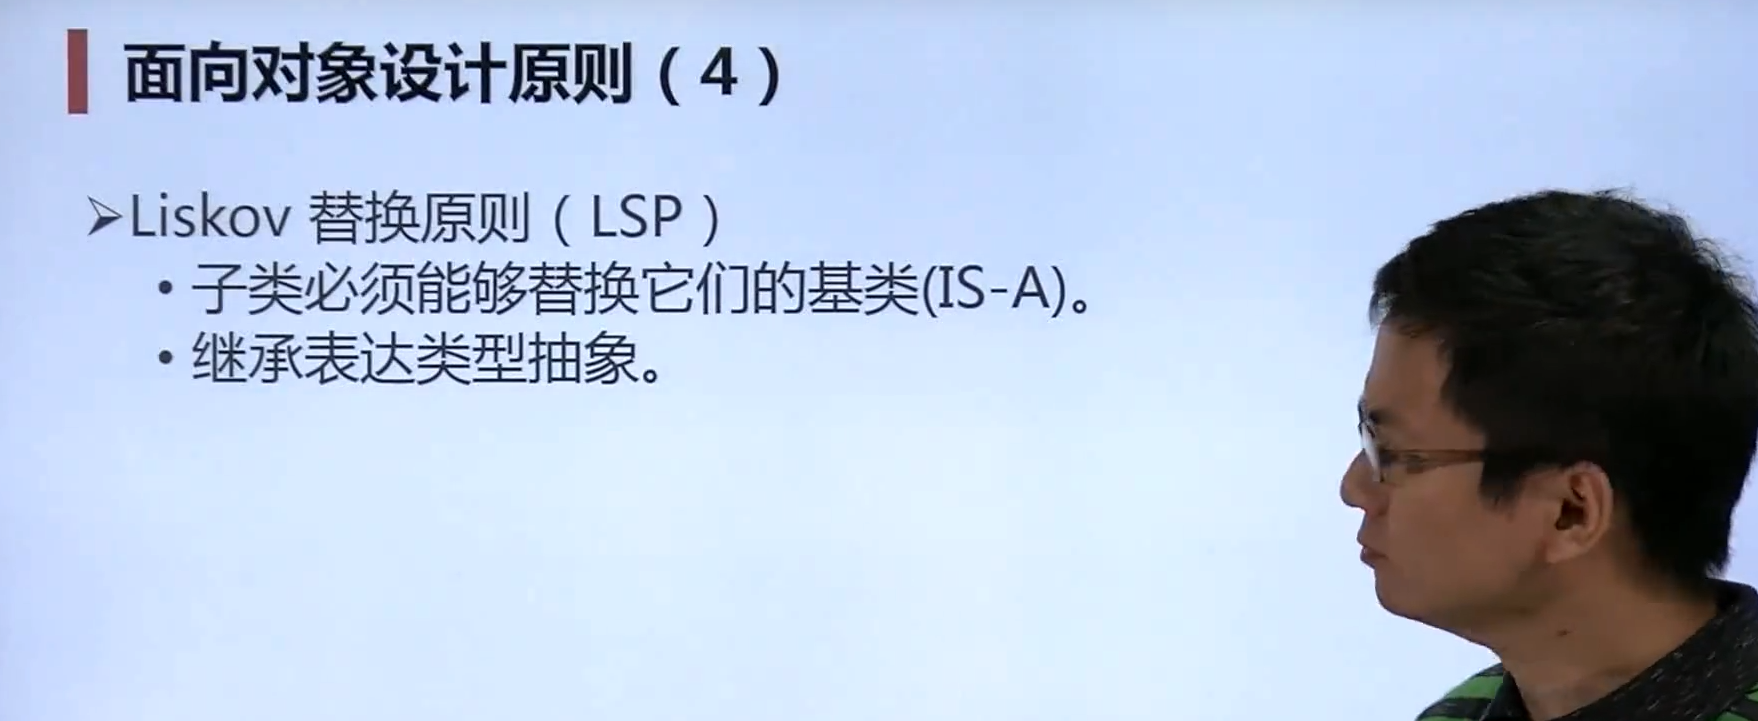 面向对象设计原则（4）
➢Liskov 替换原则（LSP）
• 子类必须能够替换它们的基类(IS-A)。
• 继承表达类型抽象。